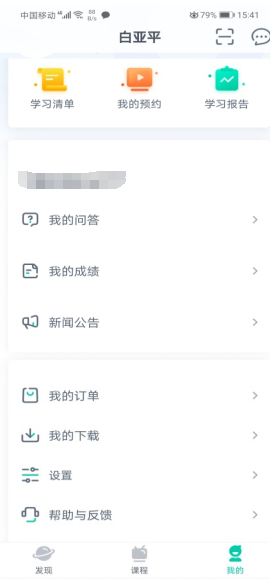 中国移动 4G 88 B/s 79% 15:41
白亚平
学习清单 我的预约 学习报告
我的问答
我的成绩
新闻公告
我的订单
我的下载
设置
帮助与反馈
发现 课程 我的